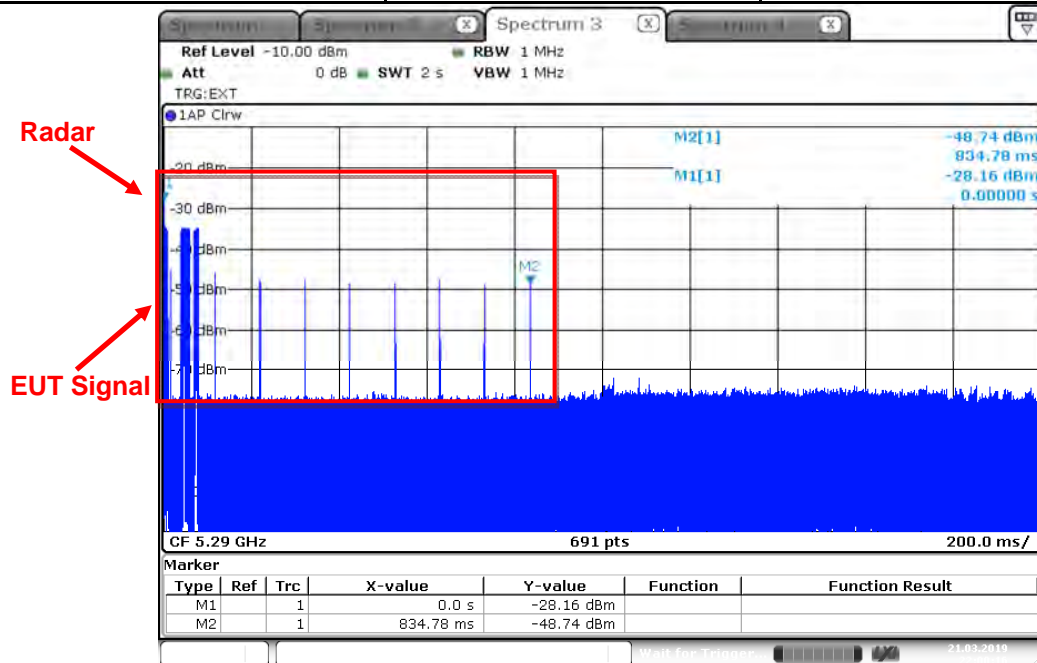 Spectrum 3
Ref Level -10.00 dBm
RBW 1 MHz
Att 0 dB SWT 2 s VBW 1 MHz
TRG:EXT
1AP Clrw
Radar
EUT Signal
M2[1] -48.74 dBm
834.78 ms
M1[1] -28.16 dBm
0.00000 s
-20 dBm
-30 dBm
M2
CF 5.29 GHz 691 pts 200.0 ms/
Marker
Type Ref Trc X-value Y-value Function Function Result
M1 1 0.0 s -28.16 dBm
M2 1 834.78 ms -48.74 dBm
Wait for Trigger...
21.03.2019